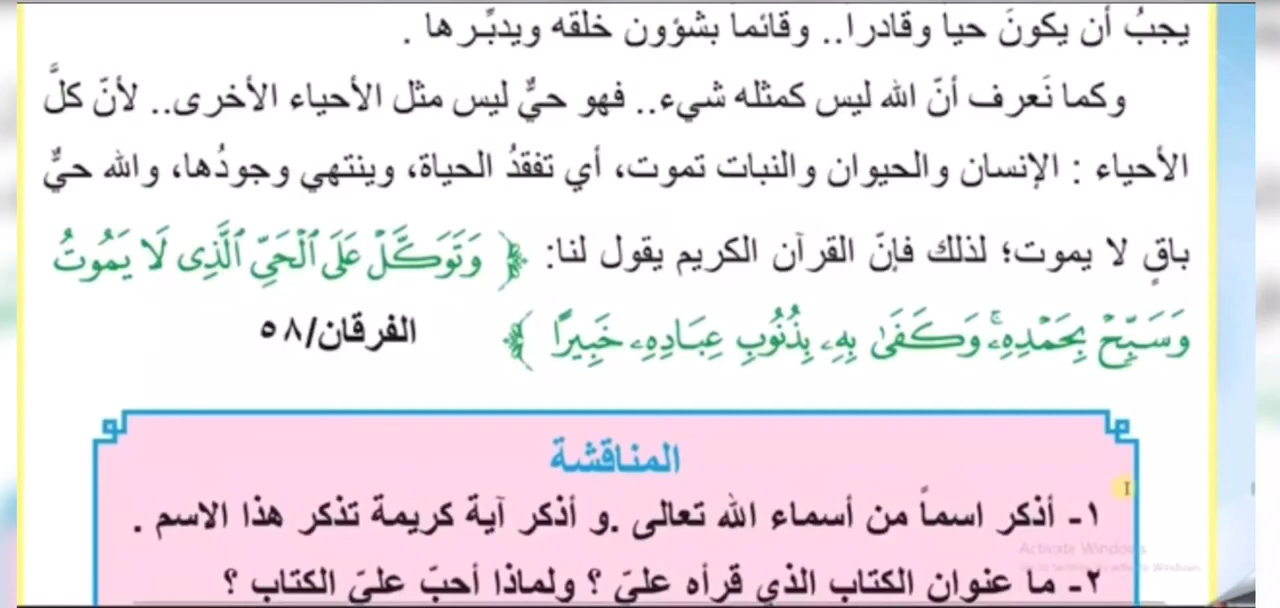 يجبُ أن يكونَ حياً وقادراً.. وقائماً بشؤون خلقه ويدبِّرها .
وكما نَعرف أنّ الله ليس كمثله شيء.. فهو حيٌّ ليس مثل الأحياء الأخرى.. لأنّ كلَّ
الأحياء : الإنسان والحيوان والنبات تموت، أي تفقدُ الحياة، وينتهي وجودُها، والله حيٌّ
باقٍ لا يموت؛ لذلك فإنّ القرآن الكريم يقول لنا: ﴿ وَتَوَكَّلْ عَلَى ٱلْحَىِّ ٱلَّذِى لَا يَمُوتُ
وَسَبِّحْ بِحَمْدِهِۦۚ وَكَفَىٰ بِهِۦ بِذُنُوبِ عِبَادِهِۦ خَبِيرًا ﴾ الفرقان/٥٨
المناقشة
١- أذكر اسماً من أسماء الله تعالى .و أذكر آية كريمة تذكر هذا الاسم .
Activate Windows
٢- ما عنوان الكتاب الذي قرأه عليّ ؟ ولماذا أحبّ عليّ الكتاب ؟